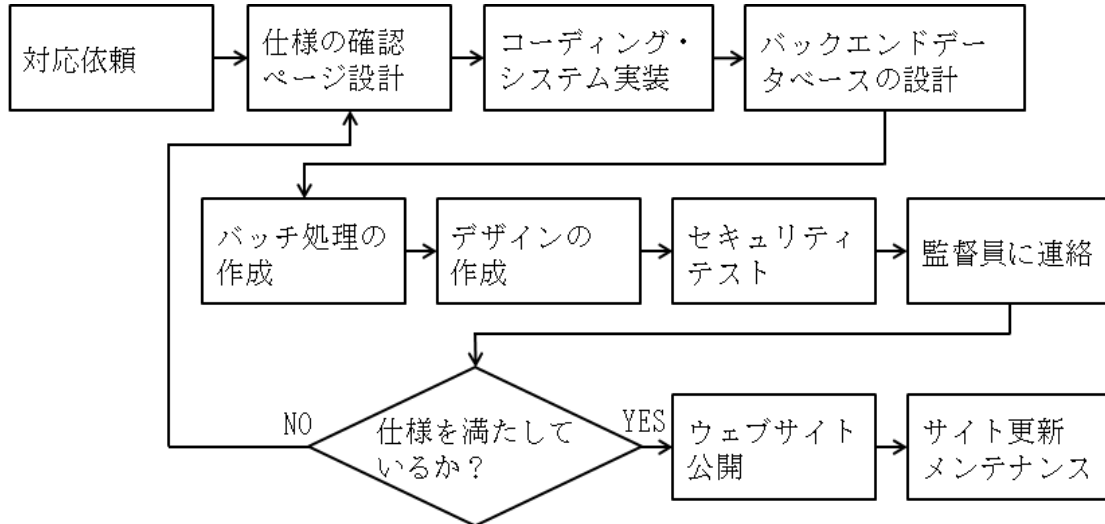 対応依頼
仕様の確認
ページ設計
コーディング・
システム実装
バックエンドデー
タベースの設計
バッチ処理の
作成
デザインの
作成
セキュリティ
テスト
監督員に連絡
仕様を満たして
いるか？
NO
YES
ウェブサイト
公開
サイト更新
メンテナンス